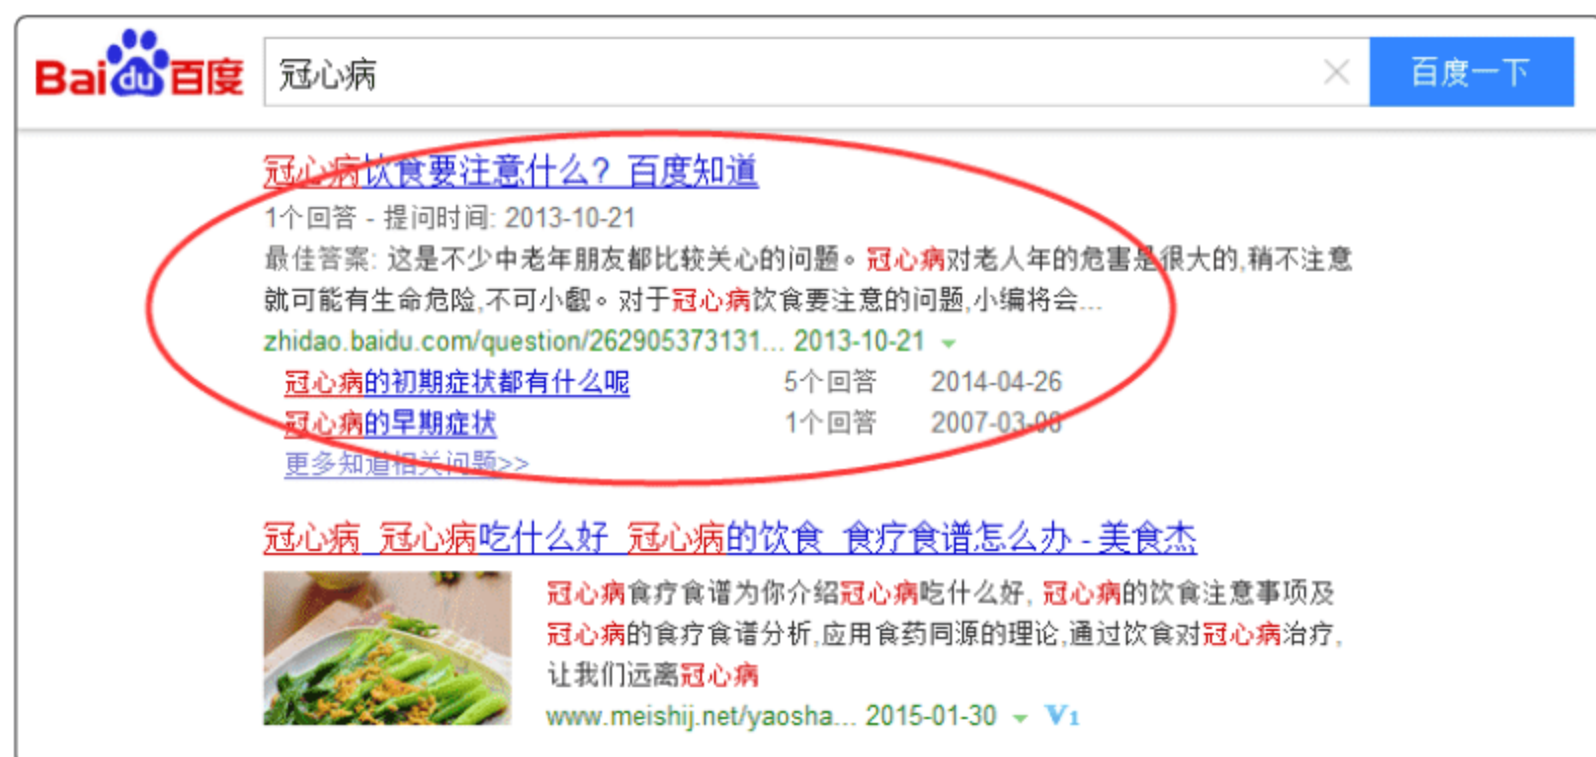 Baidu百度 冠心病 百度一下
冠心病饮食要注意什么？ 百度知道
1个回答 - 提问时间: 2013-10-21
最佳答案: 这是不少中老年朋友都比较关心的问题。冠心病对老人年的危害是很大的,稍不注意
就可能有生命危险,不可小觑。对于冠心病饮食要注意的问题,小编将会...
zhidao.baidu.com/question/262905373131... 2013-10-21
冠心病的初期症状都有什么呢 5个回答 2014-04-26
冠心病的早期症状 1个回答 2007-03-08
更多知道相关问题>>
冠心病_冠心病吃什么好_冠心病的饮食_食疗食谱怎么办 - 美食杰
冠心病食疗食谱为你介绍冠心病吃什么好, 冠心病的饮食注意事项及
冠心病的食疗食谱分析,应用食药同源的理论,通过饮食对冠心病治疗,
让我们远离冠心病
www.meishij.net/yaosha... 2015-01-30 V1